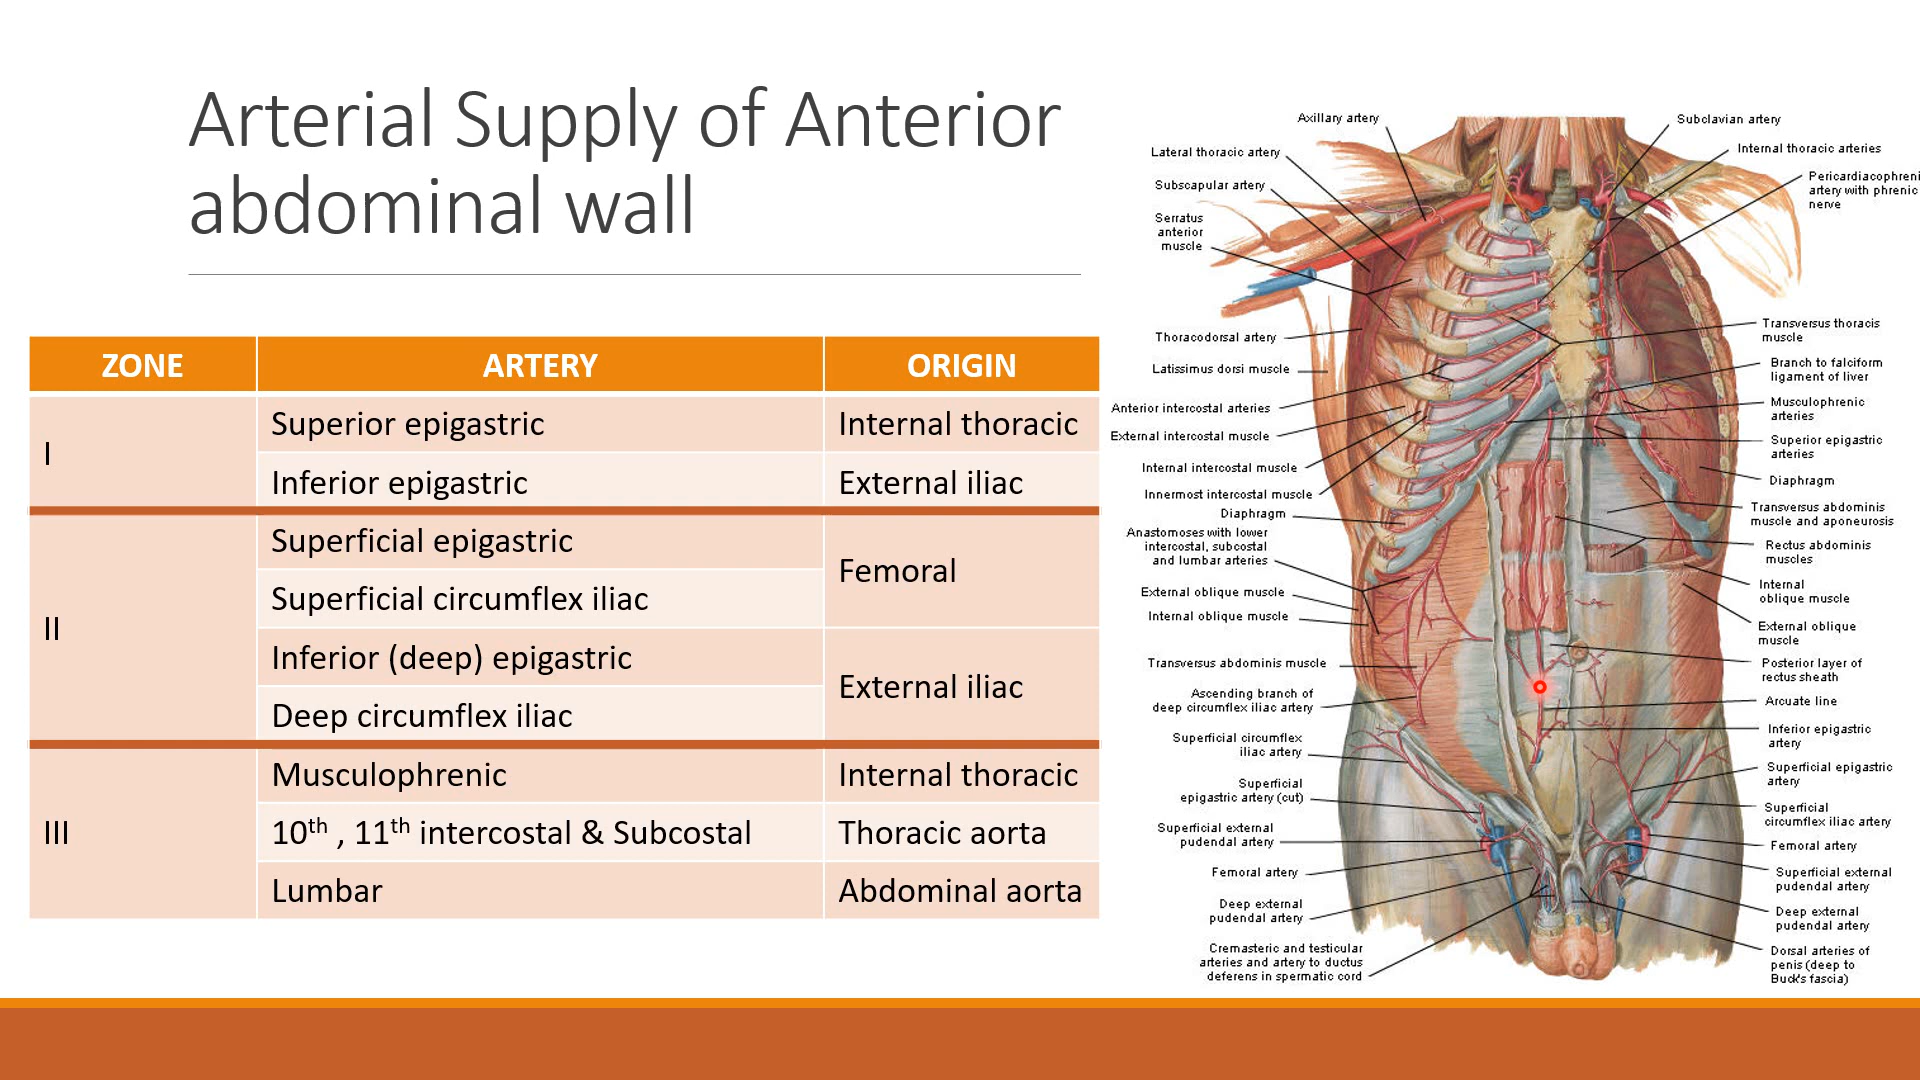 Arterial Supply of Anterior
abdominal wall
ZONE ARTERY ORIGIN
I
Superior epigastric Internal thoracic
Inferior epigastric External iliac
II
Superficial epigastric
Femoral
Superficial circumflex iliac
Inferior (deep) epigastric
External iliac
Deep circumflex iliac
III
Musculophrenic Internal thoracic
10th , 11th intercostal & Subcostal Thoracic aorta
Lumbar Abdominal aorta
Axillary artery
Lateral thoracic artery
Subscapular artery
Serratus
anterior
muscle
Thoracodorsal artery
Latissimus dorsi muscle
Anterior intercostal arteries
External intercostal muscle
Internal intercostal muscle
Innermost intercostal muscle
Diaphragm
Anastomoses with lower
intercostal, subcostal
and lumbar arteries
External oblique muscle
Internal oblique muscle
Transversus abdominis muscle
Ascending branch of
deep circumflex iliac artery
Superficial circumflex
iliac artery
Superficial
epigastric artery (cut)
Superficial external
pudendal artery
Femoral artery
Deep external
pudendal artery
Cremasteric and testicular
arteries and artery to ductus
deferens in spermatic cord
Subclavian artery
Internal thoracic arteries
Pericardiacophreni
artery with phrenic
nerve
Transversus thoracis
muscle
Branch to falciform
ligament of liver
Musculophrenic
arteries
Superior epigastric
arteries
Diaphragm
Transversus abdominis
muscle and aponeurosis
Rectus abdominis
muscles
Internal
oblique muscle
External oblique
muscle
Posterior layer of
rectus sheath
Arcuate line
Inferior epigastric
artery
Superficial epigastric
artery
Superficial
circumflex iliac artery
Femoral artery
Superficial external
pudendal artery
Deep external
pudendal artery
Dorsal arteries of
penis (deep to
Buck's fascia)